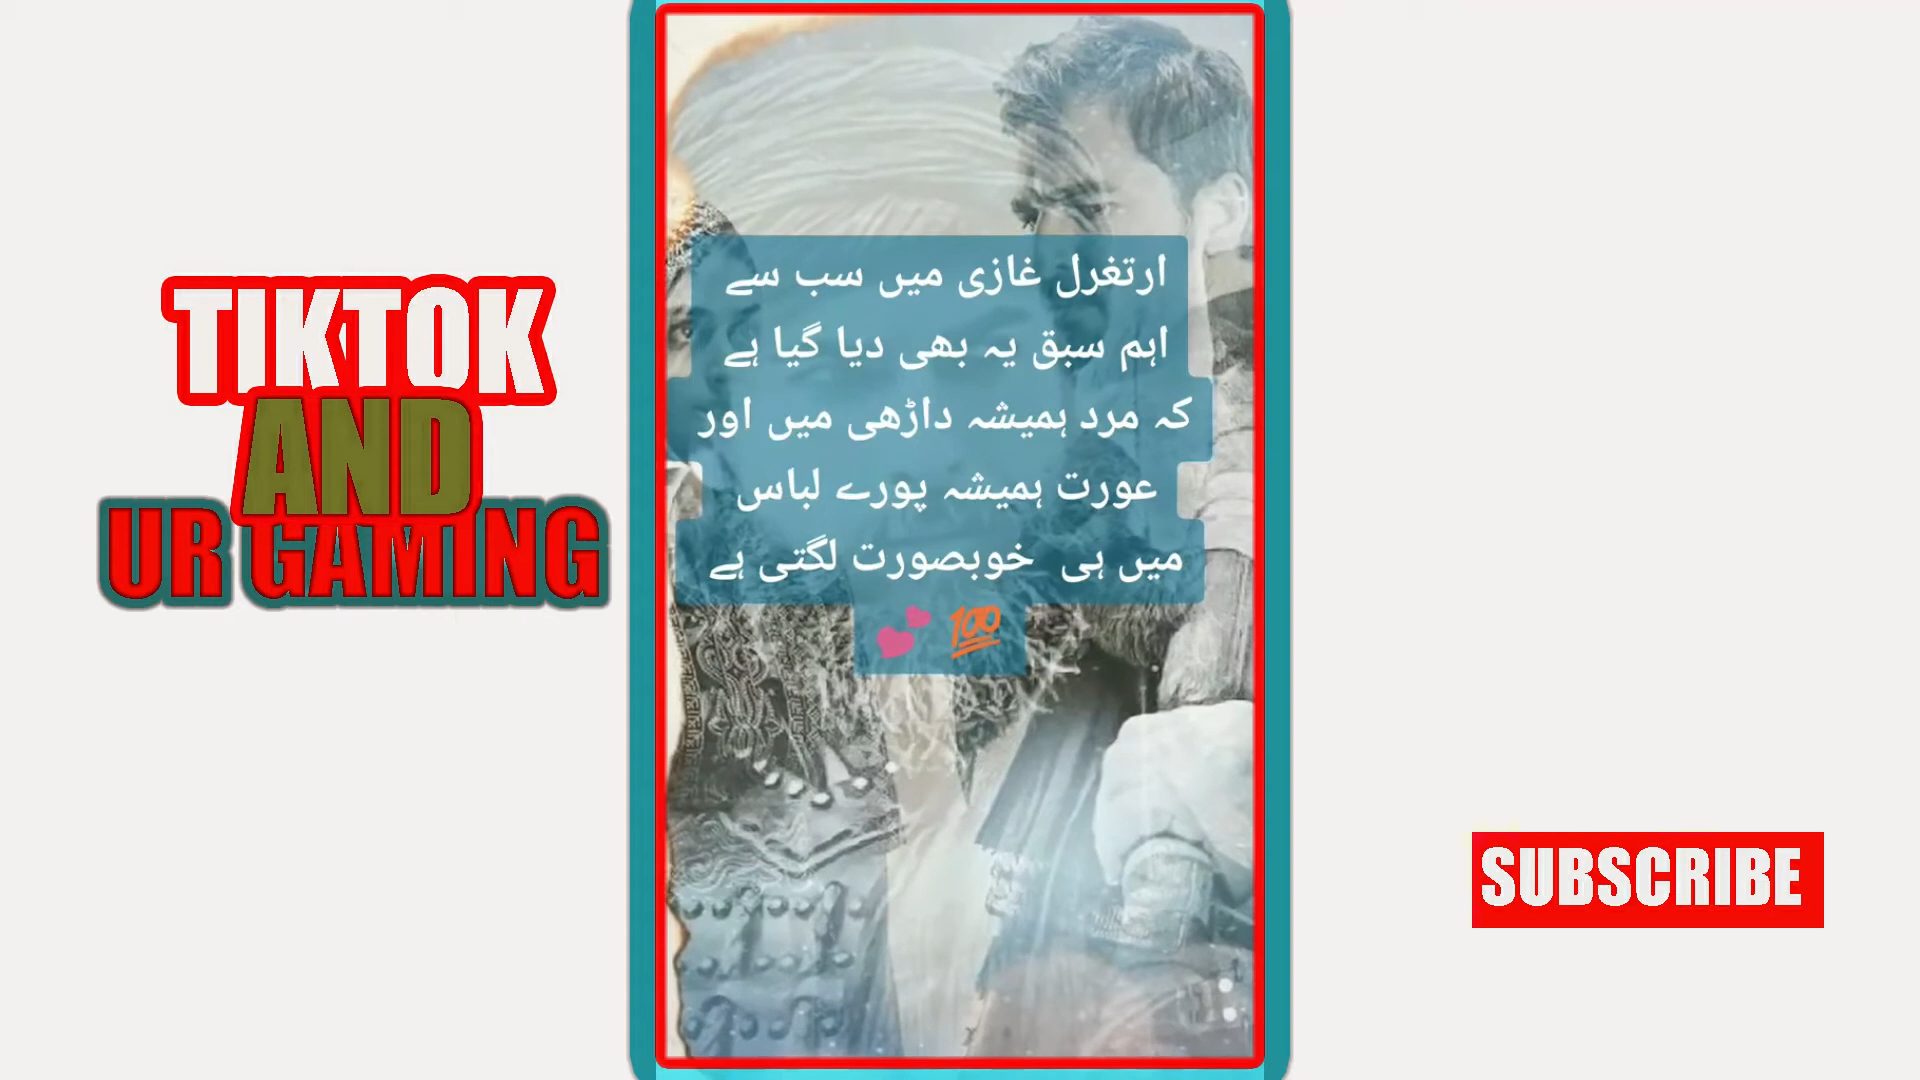 TIKTOK
AND
UR GAMING
ارتغرل غازی میں سب سے
اہم سبق یہ بھی دیا گیا ہے
کہ مرد ہمیشہ داڑھی میں اور
عورت ہمیشہ پورے لباس
میں ہی خوبصورت لگتی ہے
💕 💯
SUBSCRIBE